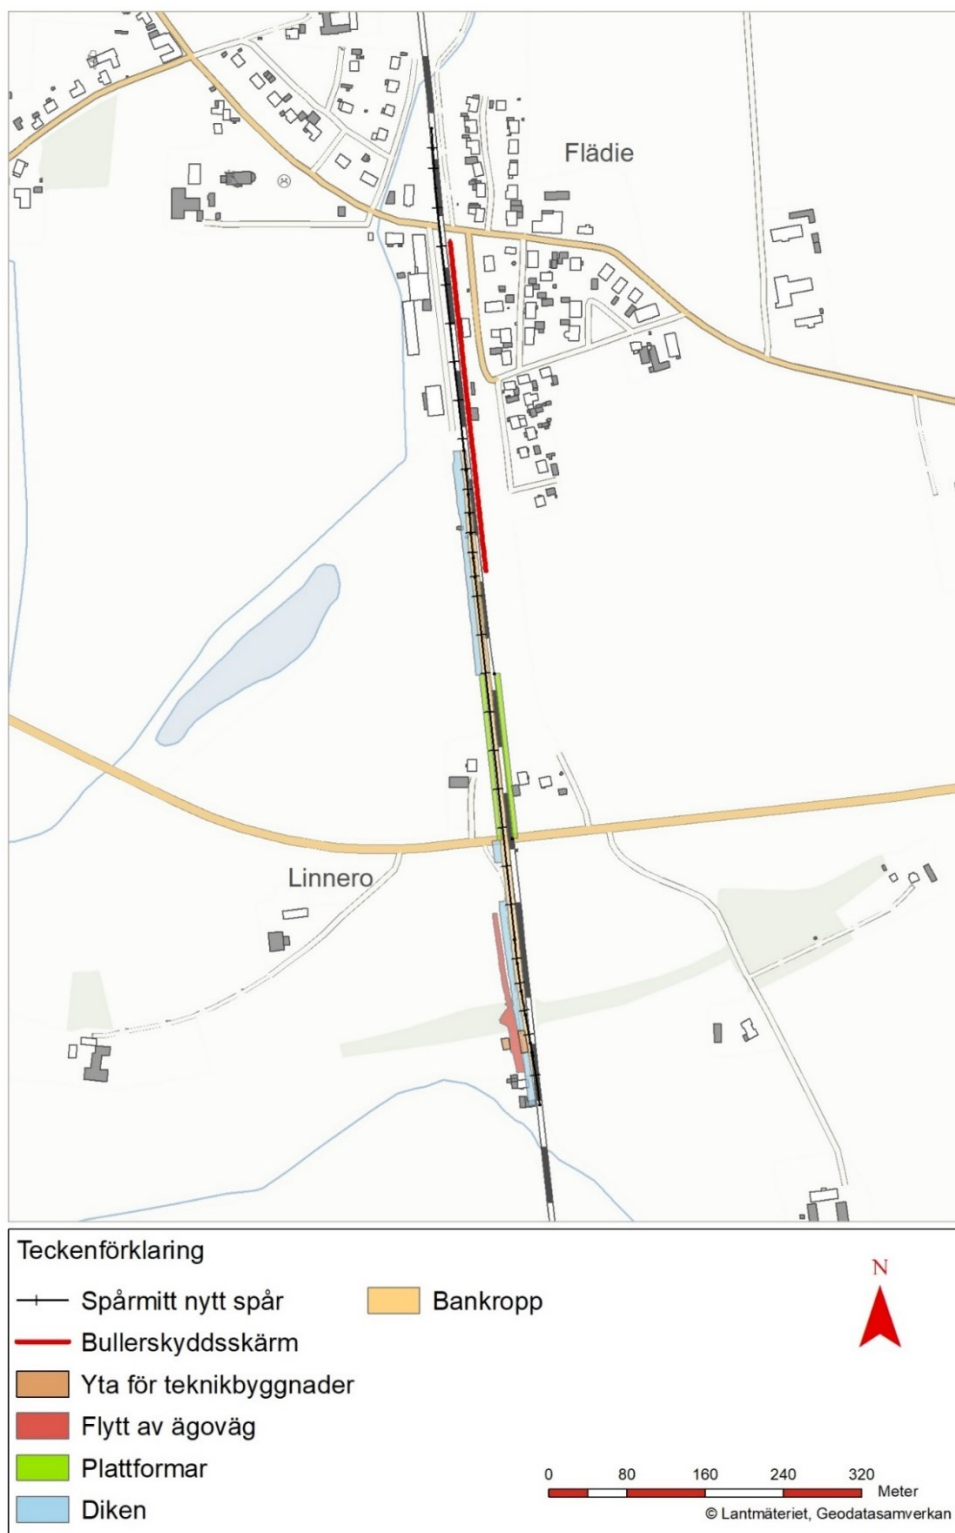 Flädie
Linnero
Teckenförklaring
Spårmitt nytt spår
Bankropp
Bullerskyddsskärm
Yta för teknikbyggnader
Flytt av ägoväg
Plattformar
Diken
N
0 80 160 240 320
Meter
© Lantmäteriet, Geodatasamverkan